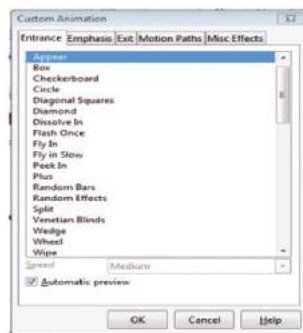 Custom Animation
Entrance Emphasis Exit Motion Paths Misc Effects
Appear
Box
Checkerboard
Circle
Diagonal Squares
Diamond
Dissolve In
Flash Once
Fly In
Fly in Slow
Peek In
Plus
Random Bars
Random Effects
Split
Venetian Blinds
Wedge
Wheel
Wipe
Speed Medium
Automatic preview
OK Cancel Help